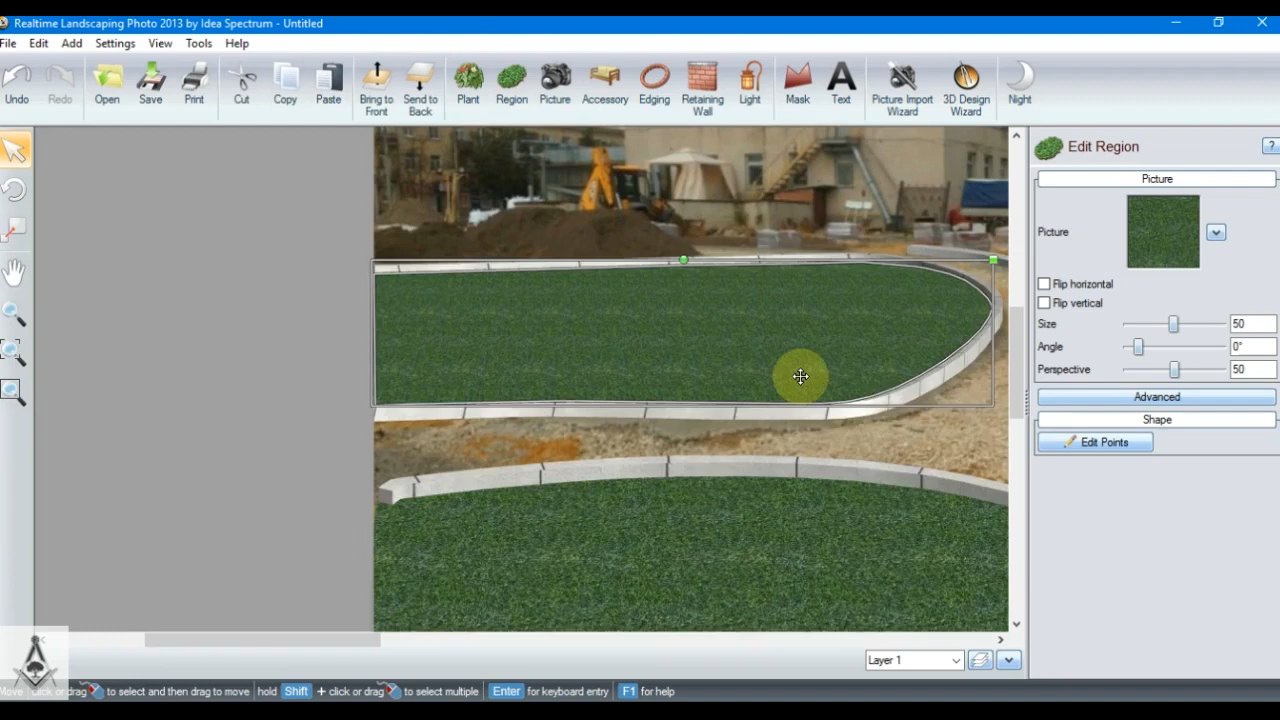 Realtime Landscaping Photo 2013 by Idea Spectrum - Untitled
File Edit Add Settings View Tools Help
Undo Redo Open Save Print Cut Copy Paste Bring to Front Send to Back Plant Region Picture Accessory Edging Retaining Wall Light Mask Text Picture Import Wizard 3D Design Wizard Night
Edit Region ?
Picture
Picture
Flip horizontal
Flip vertical
Size 50
Angle 0°
Perspective 50
Advanced
Shape
Edit Points
Layer 1
Move click or drag to select and then drag to move hold Shift + click or drag to select multiple Enter for keyboard entry F1 for help